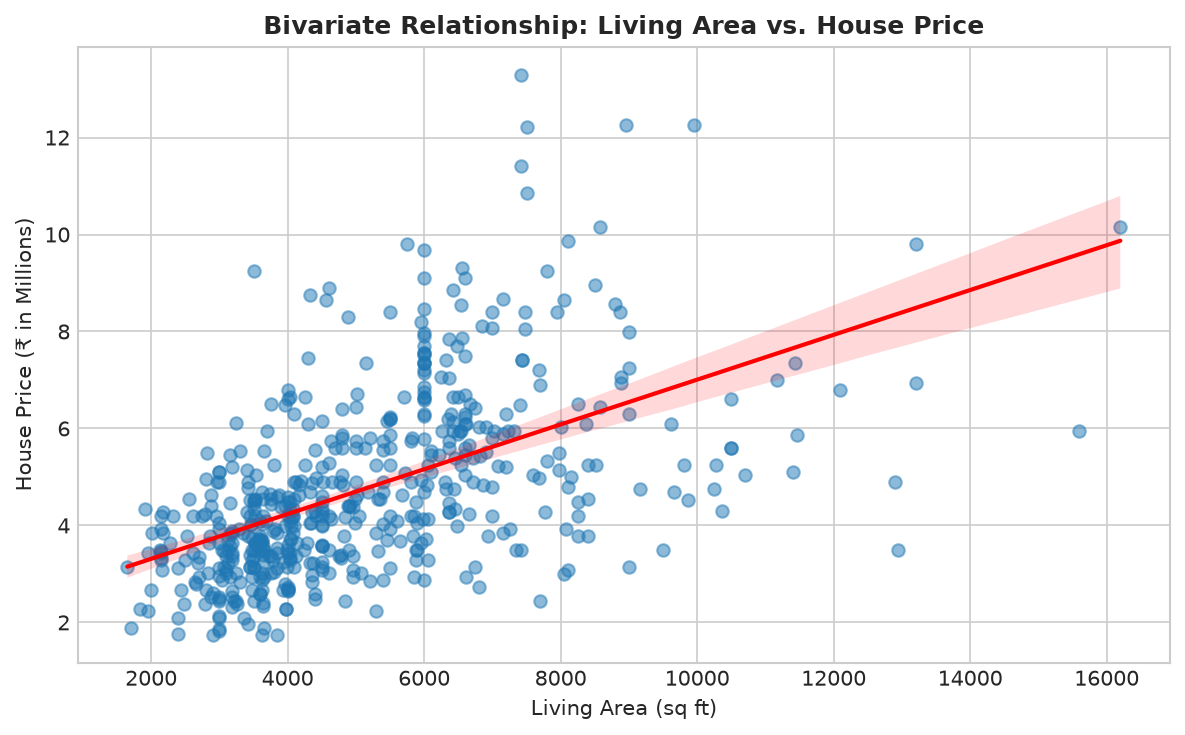 Bivariate Relationship: Living Area vs. House Price
House Price (₹ in Millions)
12
10
8
6
4
2
2000 4000 6000 8000 10000 12000 14000 16000
Living Area (sq ft)